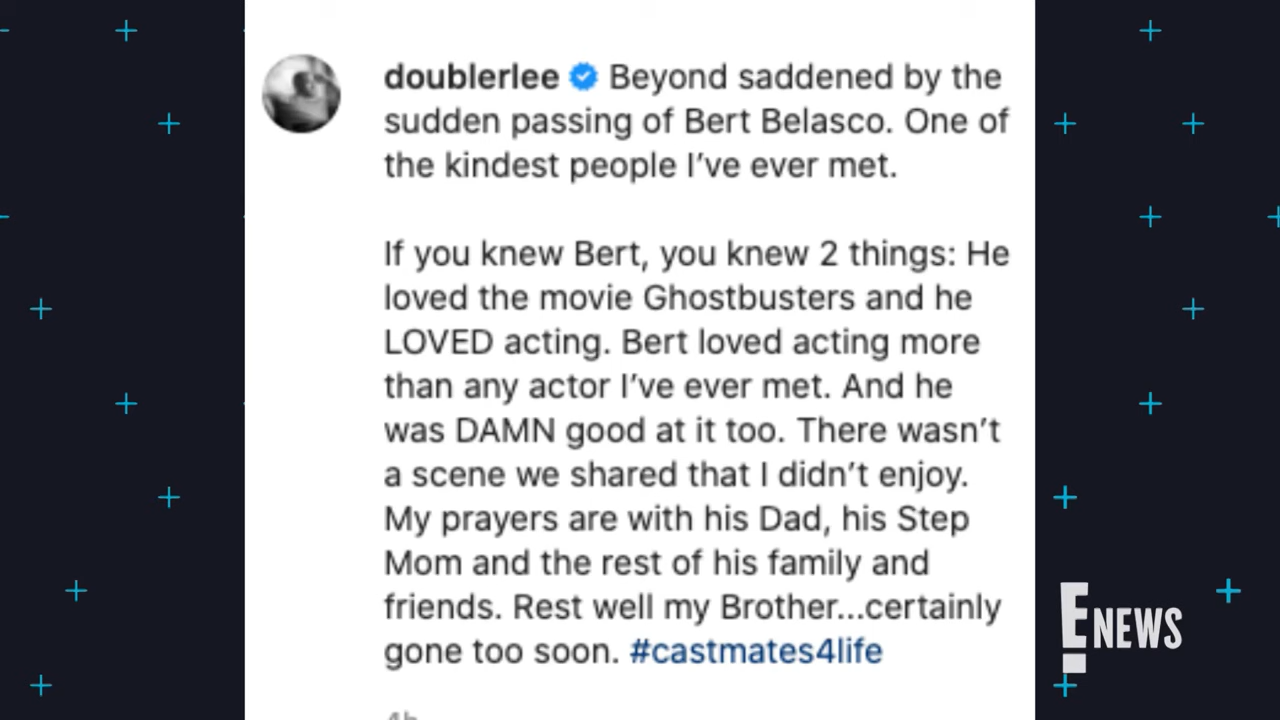 doublerlee Beyond saddened by the
sudden passing of Bert Belasco. One of
the kindest people I’ve ever met.
If you knew Bert, you knew 2 things: He
loved the movie Ghostbusters and he
LOVED acting. Bert loved acting more
than any actor I’ve ever met. And he
was DAMN good at it too. There wasn’t
a scene we shared that I didn’t enjoy.
My prayers are with his Dad, his Step
Mom and the rest of his family and
friends. Rest well my Brother...certainly
gone too soon. #castmates4life
E NEWS